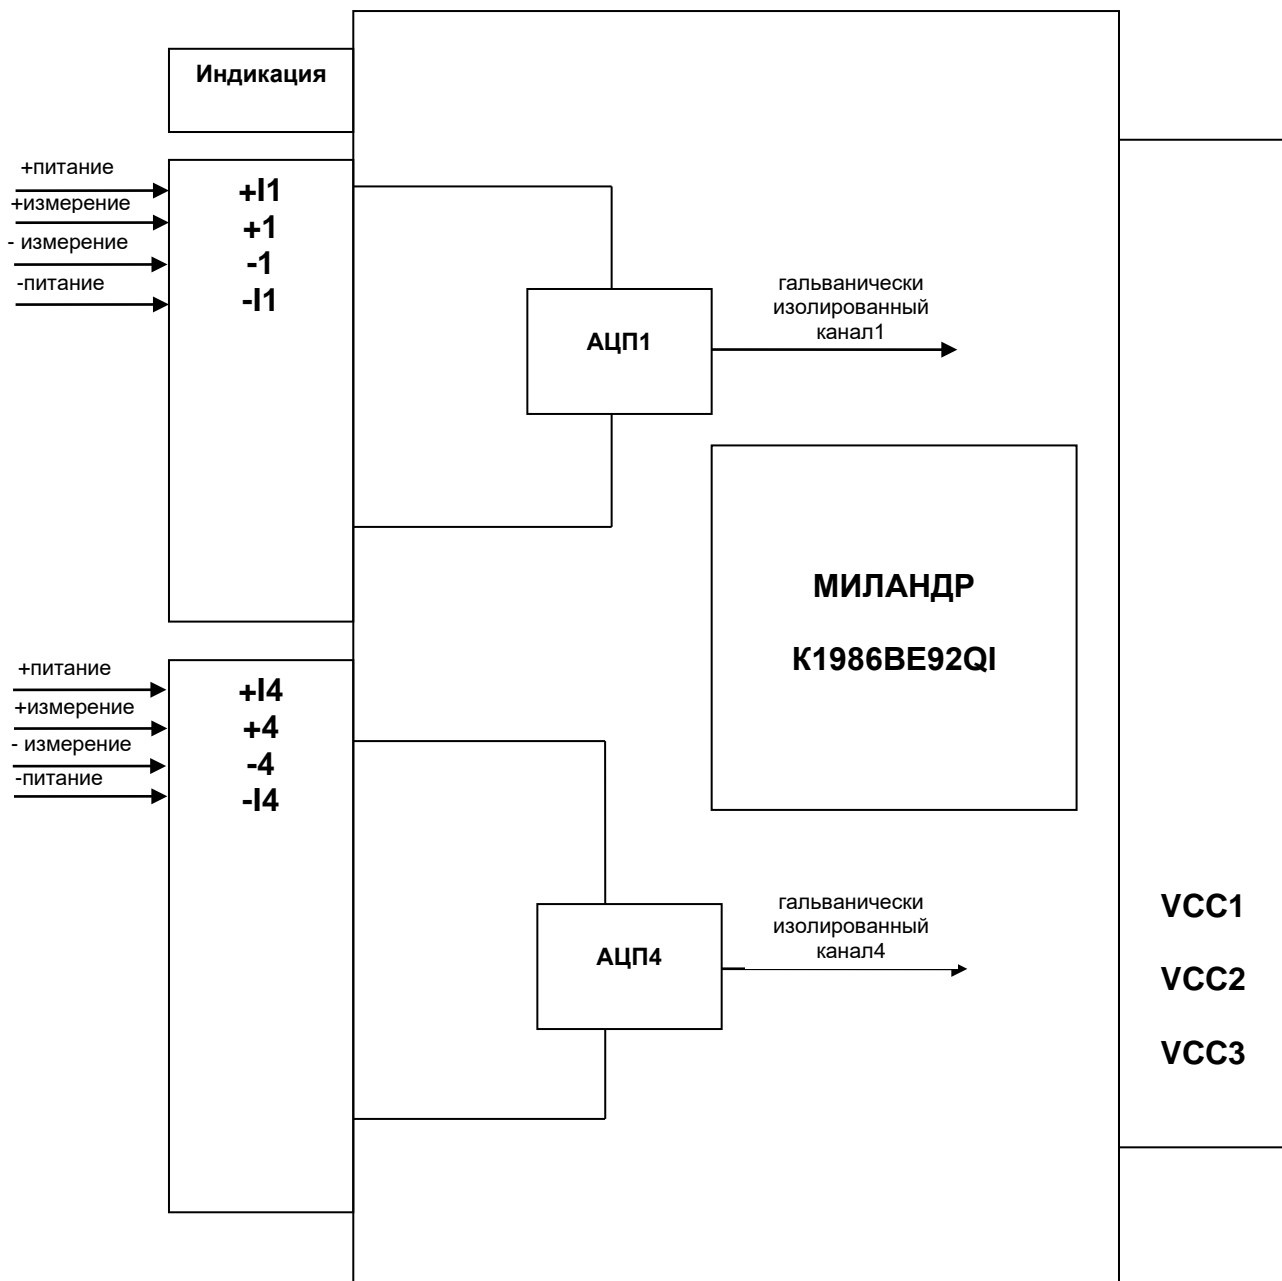 Индикация
+питание
+измерение
- измерение
-питание
+I1
+1
-1
-I1
АЦП1
гальванически
изолированный
канал1
МИЛАНДР
К1986ВЕ92QI
+питание
+измерение
- измерение
-питание
+I4
+4
-4
-I4
АЦП4
гальванически
изолированный
канал4
VCC1
VCC2
VCC3